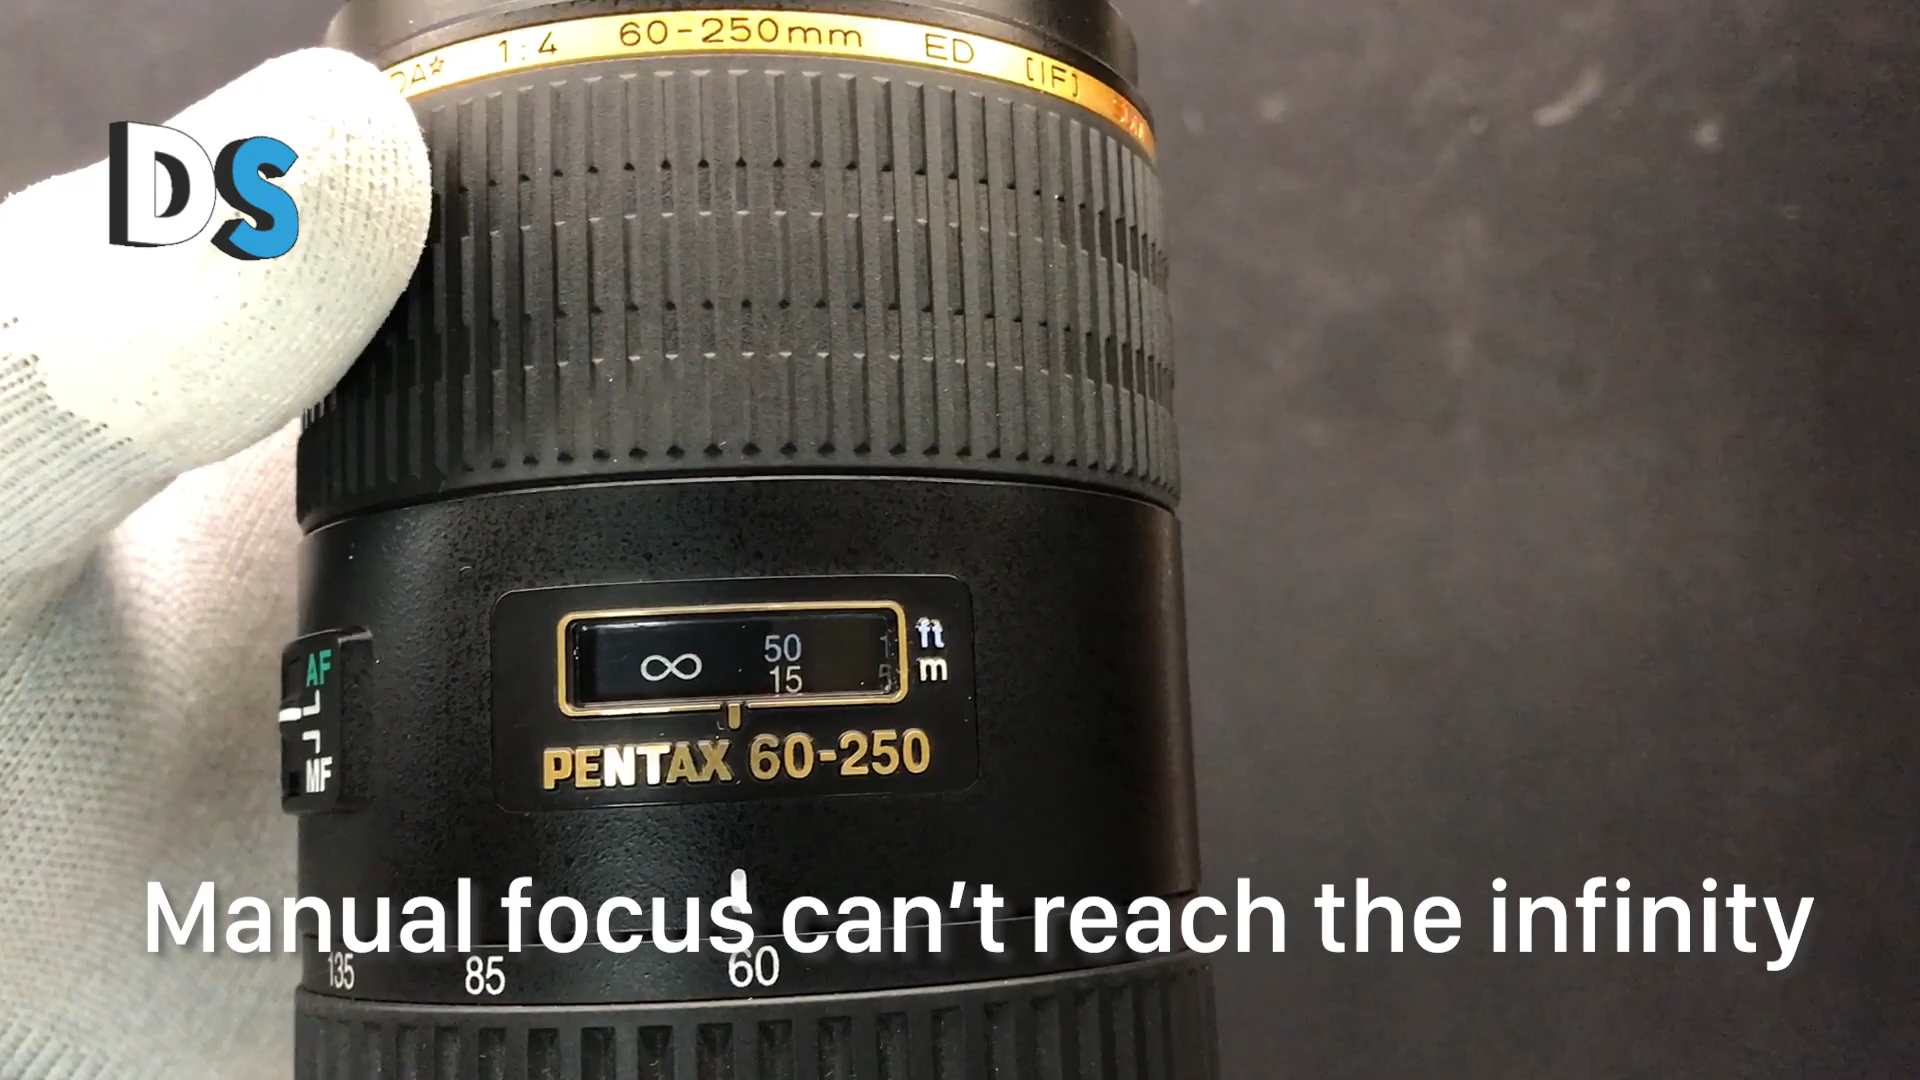 DA★ 1:4 60-250mm ED [IF]
DS
AF
MF
∞ 50 ft
15 m
PENTAX 60-250
Manual focus can't reach the infinity
135 85 60